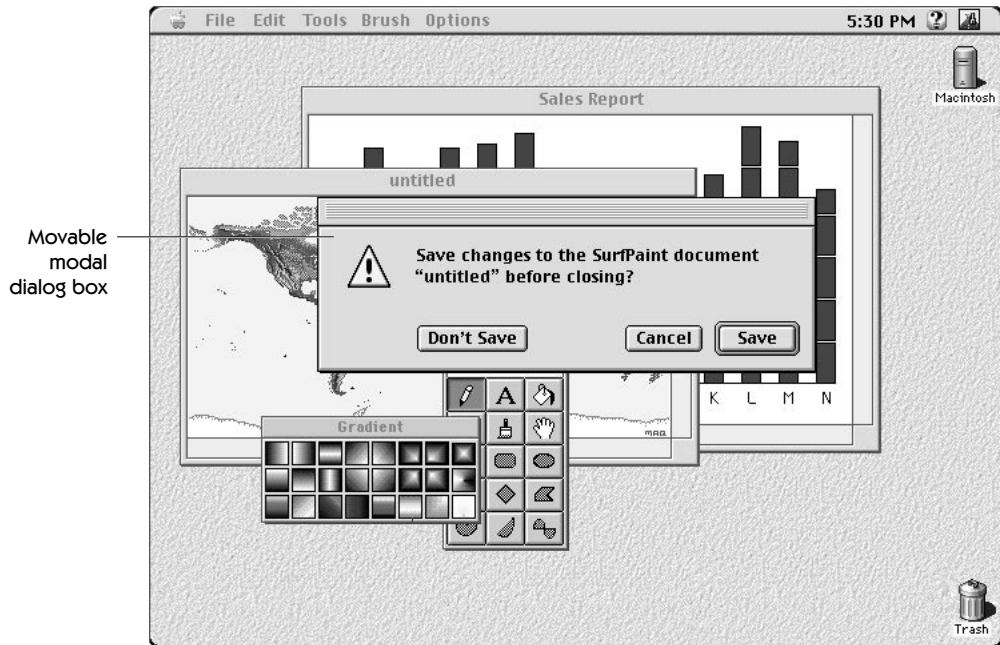 File Edit Tools Brush Options 5:30 PM
Macintosh
Sales Report
untitled
Movable
modal
dialog box
Save changes to the SurfPaint document
“untitled” before closing?
Don't Save Cancel Save
A
K L M N
MAQ
Gradient
Trash